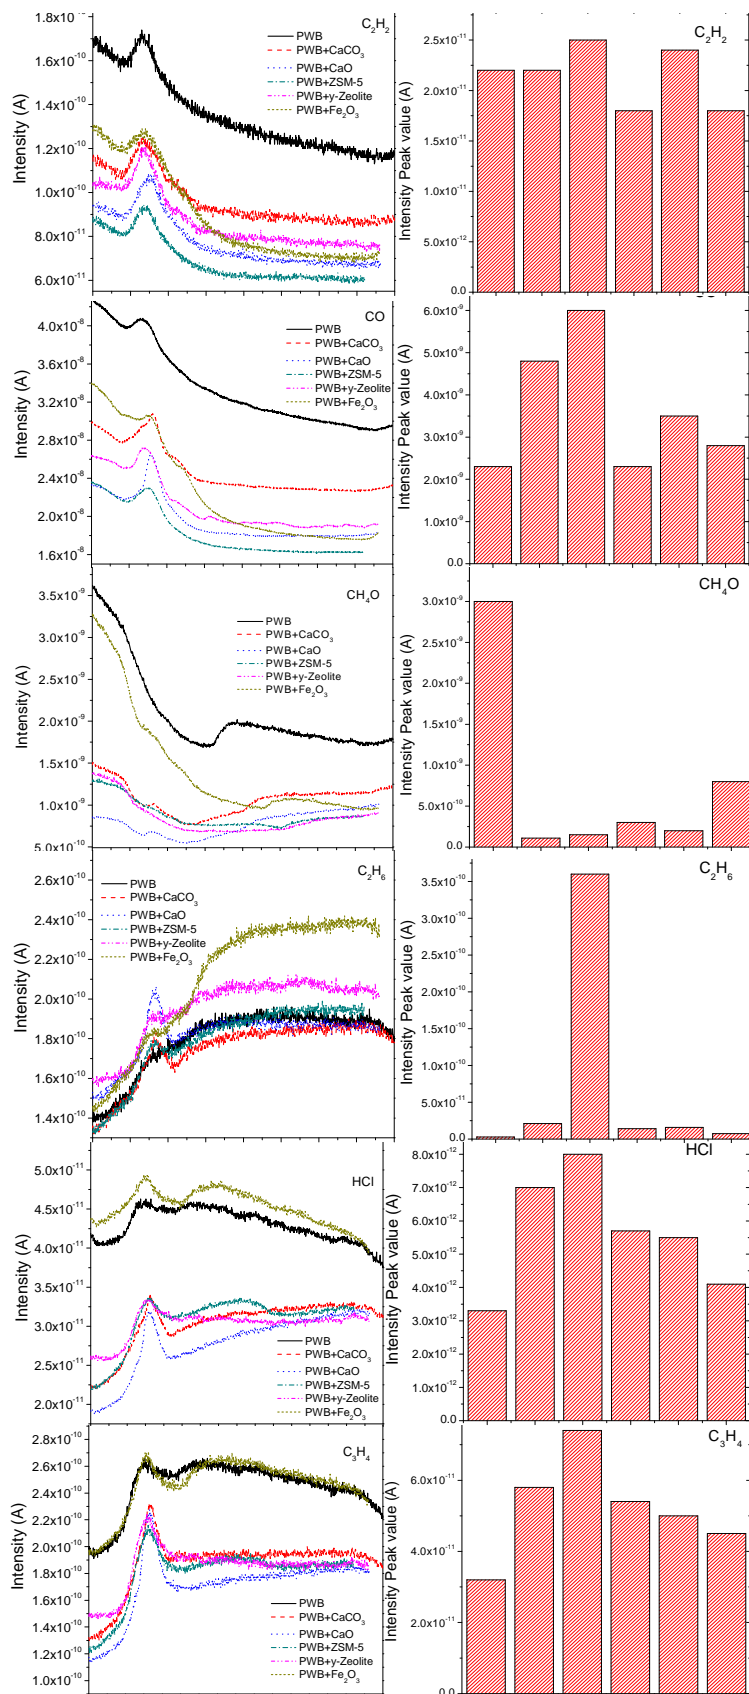 1.8x10⁻¹⁰
1.6x10⁻¹⁰
1.4x10⁻¹⁰
1.2x10⁻¹⁰
1.0x10⁻¹⁰
8.0x10⁻¹¹
6.0x10⁻¹¹
Intensity (A)
C₂H₂
PWB
PWB+CaCO₃
PWB+CaO
PWB+ZSM-5
PWB+y-Zeolite
PWB+Fe₂O₃
2.5x10⁻¹¹
2.0x10⁻¹¹
1.5x10⁻¹¹
1.0x10⁻¹¹
5.0x10⁻¹²
0.0
Intensity Peak value (A)
C₂H₂
4.0x10⁻⁸
3.6x10⁻⁸
3.2x10⁻⁸
2.8x10⁻⁸
2.4x10⁻⁸
2.0x10⁻⁸
1.6x10⁻⁸
Intensity (A)
CO
PWB
PWB+CaCO₃
PWB+CaO
PWB+ZSM-5
PWB+y-Zeolite
PWB+Fe₂O₃
6.0x10⁻⁹
5.0x10⁻⁹
4.0x10⁻⁹
3.0x10⁻⁹
2.0x10⁻⁹
1.0x10⁻⁹
0.0
Intensity Peak value (A)
3.5x10⁻⁹
3.0x10⁻⁹
2.5x10⁻⁹
2.0x10⁻⁹
1.5x10⁻⁹
1.0x10⁻⁹
5.0x10⁻¹⁰
Intensity (A)
CH₄O
PWB
PWB+CaCO₃
PWB+CaO
PWB+ZSM-5
PWB+y-Zeolite
PWB+Fe₂O₃
3.0x10⁻⁹
2.5x10⁻⁹
2.0x10⁻⁹
1.5x10⁻⁹
1.0x10⁻⁹
5.0x10⁻¹⁰
0.0
Intensity Peak value (A)
CH₄O
2.6x10⁻¹⁰
2.4x10⁻¹⁰
2.2x10⁻¹⁰
2.0x10⁻¹⁰
1.8x10⁻¹⁰
1.6x10⁻¹⁰
1.4x10⁻¹⁰
Intensity (A)
C₂H₆
PWB
PWB+CaCO₃
PWB+CaO
PWB+ZSM-5
PWB+y-Zeolite
PWB+Fe₂O₃
3.5x10⁻¹⁰
3.0x10⁻¹⁰
2.5x10⁻¹⁰
2.0x10⁻¹⁰
1.5x10⁻¹⁰
1.0x10⁻¹⁰
5.0x10⁻¹¹
0.0
Intensity Peak value (A)
C₂H₆
5.0x10⁻¹¹
4.5x10⁻¹¹
4.0x10⁻¹¹
3.5x10⁻¹¹
3.0x10⁻¹¹
2.5x10⁻¹¹
2.0x10⁻¹¹
Intensity (A)
HCl
PWB
PWB+CaCO₃
PWB+CaO
PWB+ZSM-5
PWB+y-Zeolite
PWB+Fe₂O₃
8.0x10⁻¹²
7.0x10⁻¹²
6.0x10⁻¹²
5.0x10⁻¹²
4.0x10⁻¹²
3.0x10⁻¹²
2.0x10⁻¹²
1.0x10⁻¹²
0.0
Intensity Peak value (A)
HCl
2.8x10⁻¹⁰
2.6x10⁻¹⁰
2.4x10⁻¹⁰
2.2x10⁻¹⁰
2.0x10⁻¹⁰
1.8x10⁻¹⁰
1.6x10⁻¹⁰
1.4x10⁻¹⁰
1.2x10⁻¹⁰
1.0x10⁻¹⁰
Intensity (A)
PWB
PWB+CaCO₃
PWB+CaO
PWB+ZSM-5
PWB+y-Zeolite
PWB+Fe₂O₃
6.0x10⁻¹¹
4.0x10⁻¹¹
2.0x10⁻¹¹
0.0
Intensity Peak value (A)
C₃H₄